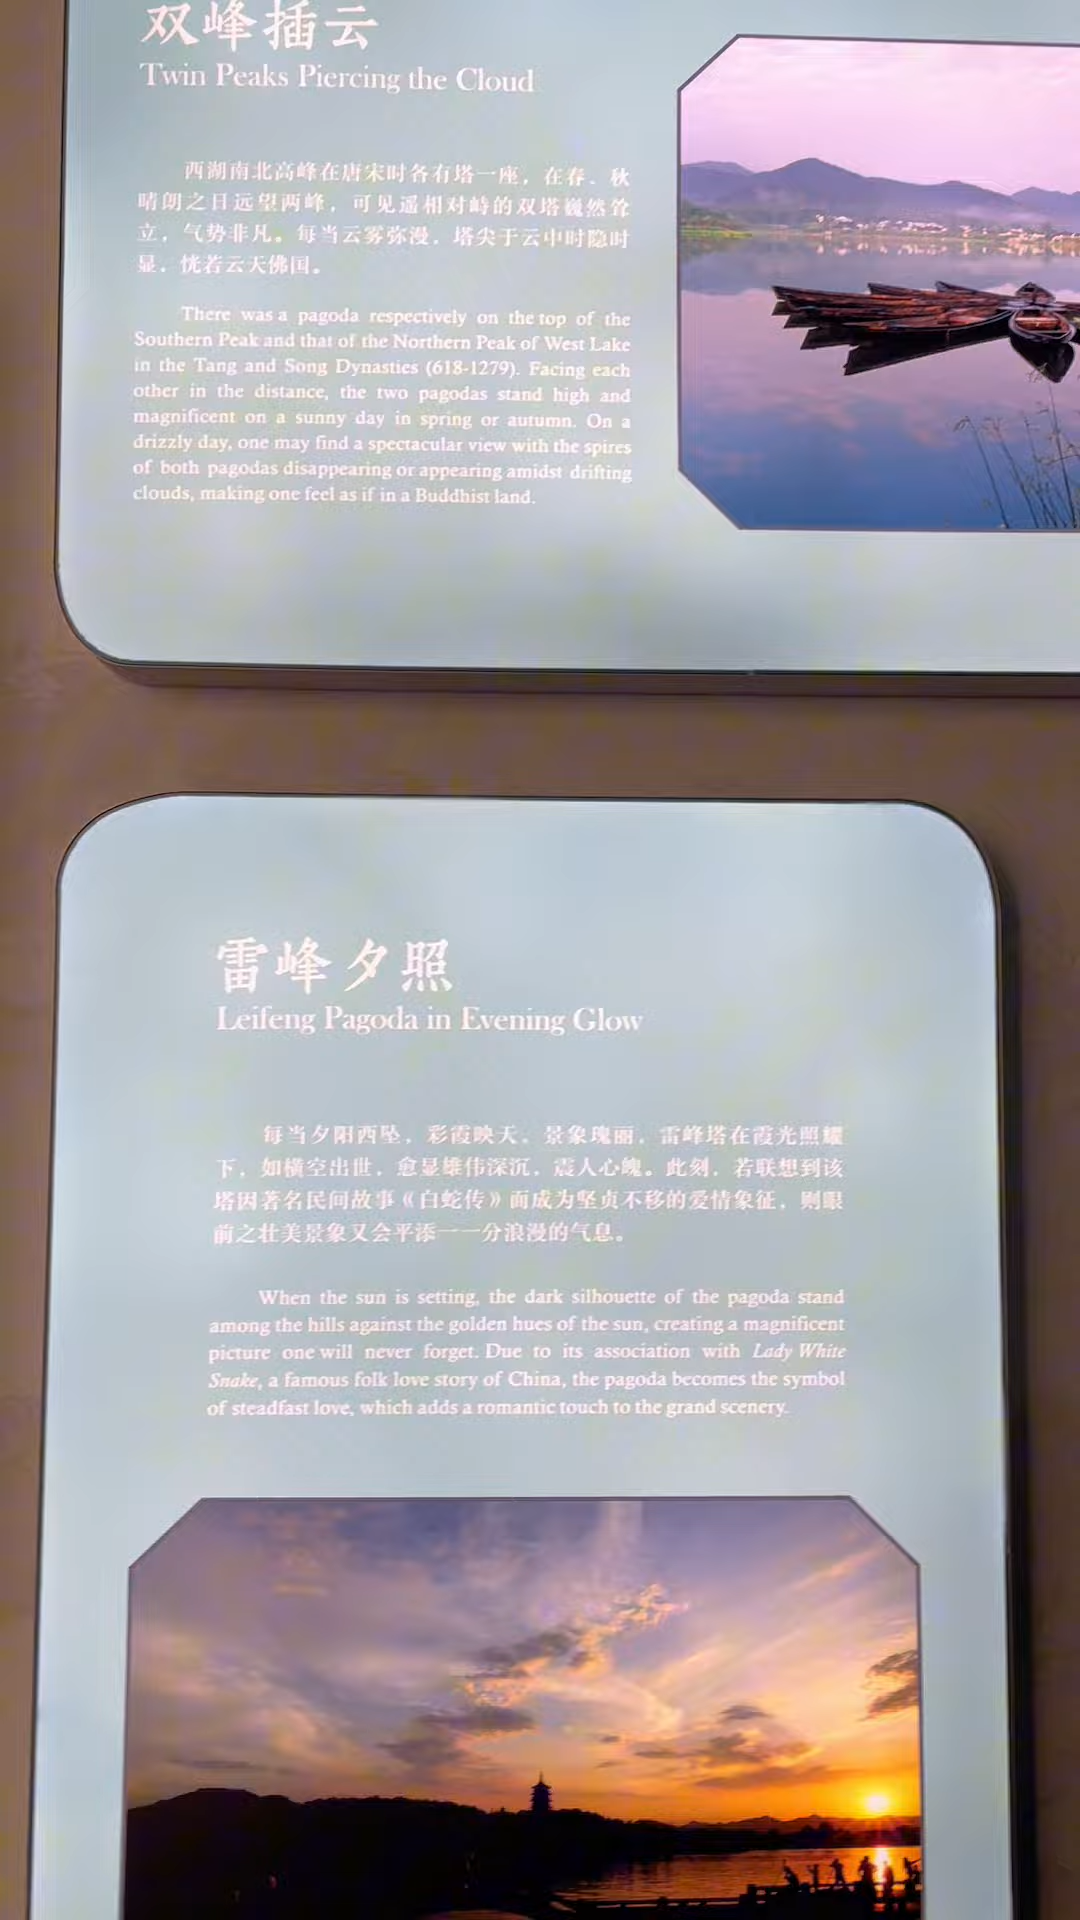 双峰插云
Twin Peaks Piercing the Cloud
西湖南北高峰在唐宋时各有塔一座，在春、秋
晴朗之日远望两峰，可见遥相对峙的双塔巍然耸
立，气势非凡。每当云雾弥漫，塔尖于云中时隐时
显，恍若云天佛国。
There was a pagoda respectively on the top of the
Southern Peak and that of the Northern Peak of West Lake
in the Tang and Song Dynasties (618-1279). Facing each
other in the distance, the two pagodas stand high and
magnificent on a sunny day in spring or autumn. On a
drizzly day, one may find a spectacular view with the spires
of both pagodas disappearing or appearing amidst drifting
clouds, making one feel as if in a Buddhist land.
雷峰夕照
Leifeng Pagoda in Evening Glow
每当夕阳西坠，彩霞映天，景象瑰丽，雷峰塔在霞光照耀
下，如横空出世，愈显雄伟深沉，震人心魄。此刻，若联想到该
塔因著名民间故事《白蛇传》而成为坚贞不移的爱情象征，则眼
前之壮美景象又会平添一一分浪漫的气息。
When the sun is setting, the dark silhouette of the pagoda stand
among the hills against the golden hues of the sun, creating a magnificent
picture one will never forget. Due to its association with Lady White
Snake, a famous folk love story of China, the pagoda becomes the symbol
of steadfast love, which adds a romantic touch to the grand scenery.